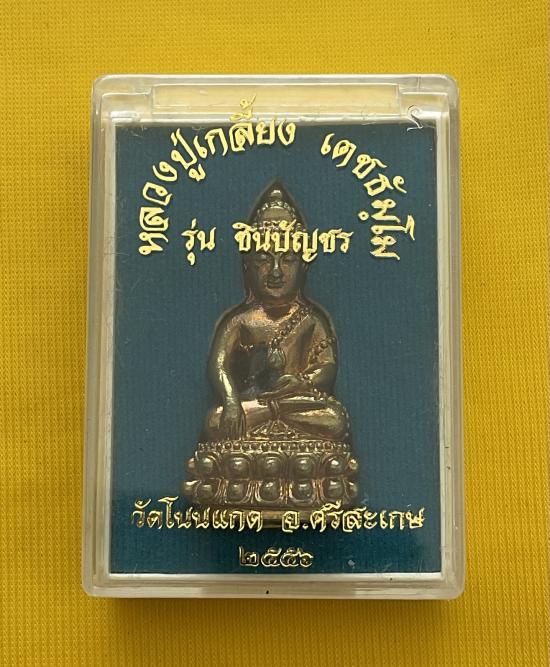 หลวงปู่เกลี้ยง เตชธัมฺโม
รุ่น ชินบัญชร
วัดโนนแกด จ.ศรีสะเกษ
๒๕๕๖